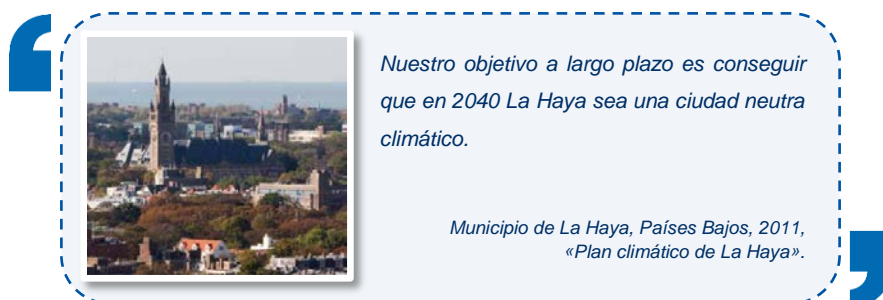 Nuestro objetivo a largo plazo es conseguir
que en 2040 La Haya sea una ciudad neutra
climático.
Municipio de La Haya, Países Bajos, 2011,
«Plan climático de La Haya».